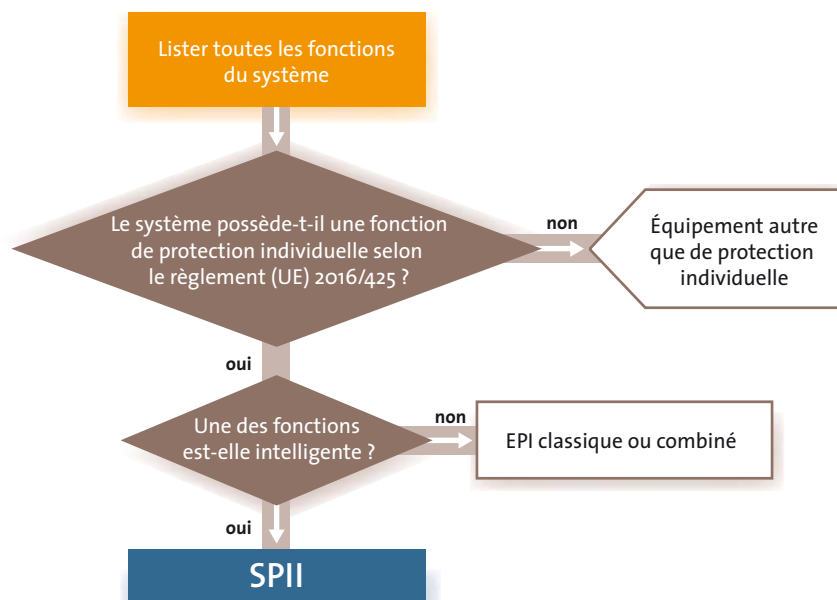 Lister toutes les fonctions
du système
Le système possède-t-il une fonction
de protection individuelle selon
le règlement (UE) 2016/425 ?
non
Équipement autre
que de protection
individuelle
oui
Une des fonctions
est-elle intelligente ?
non
EPI classique ou combiné
oui
SPII